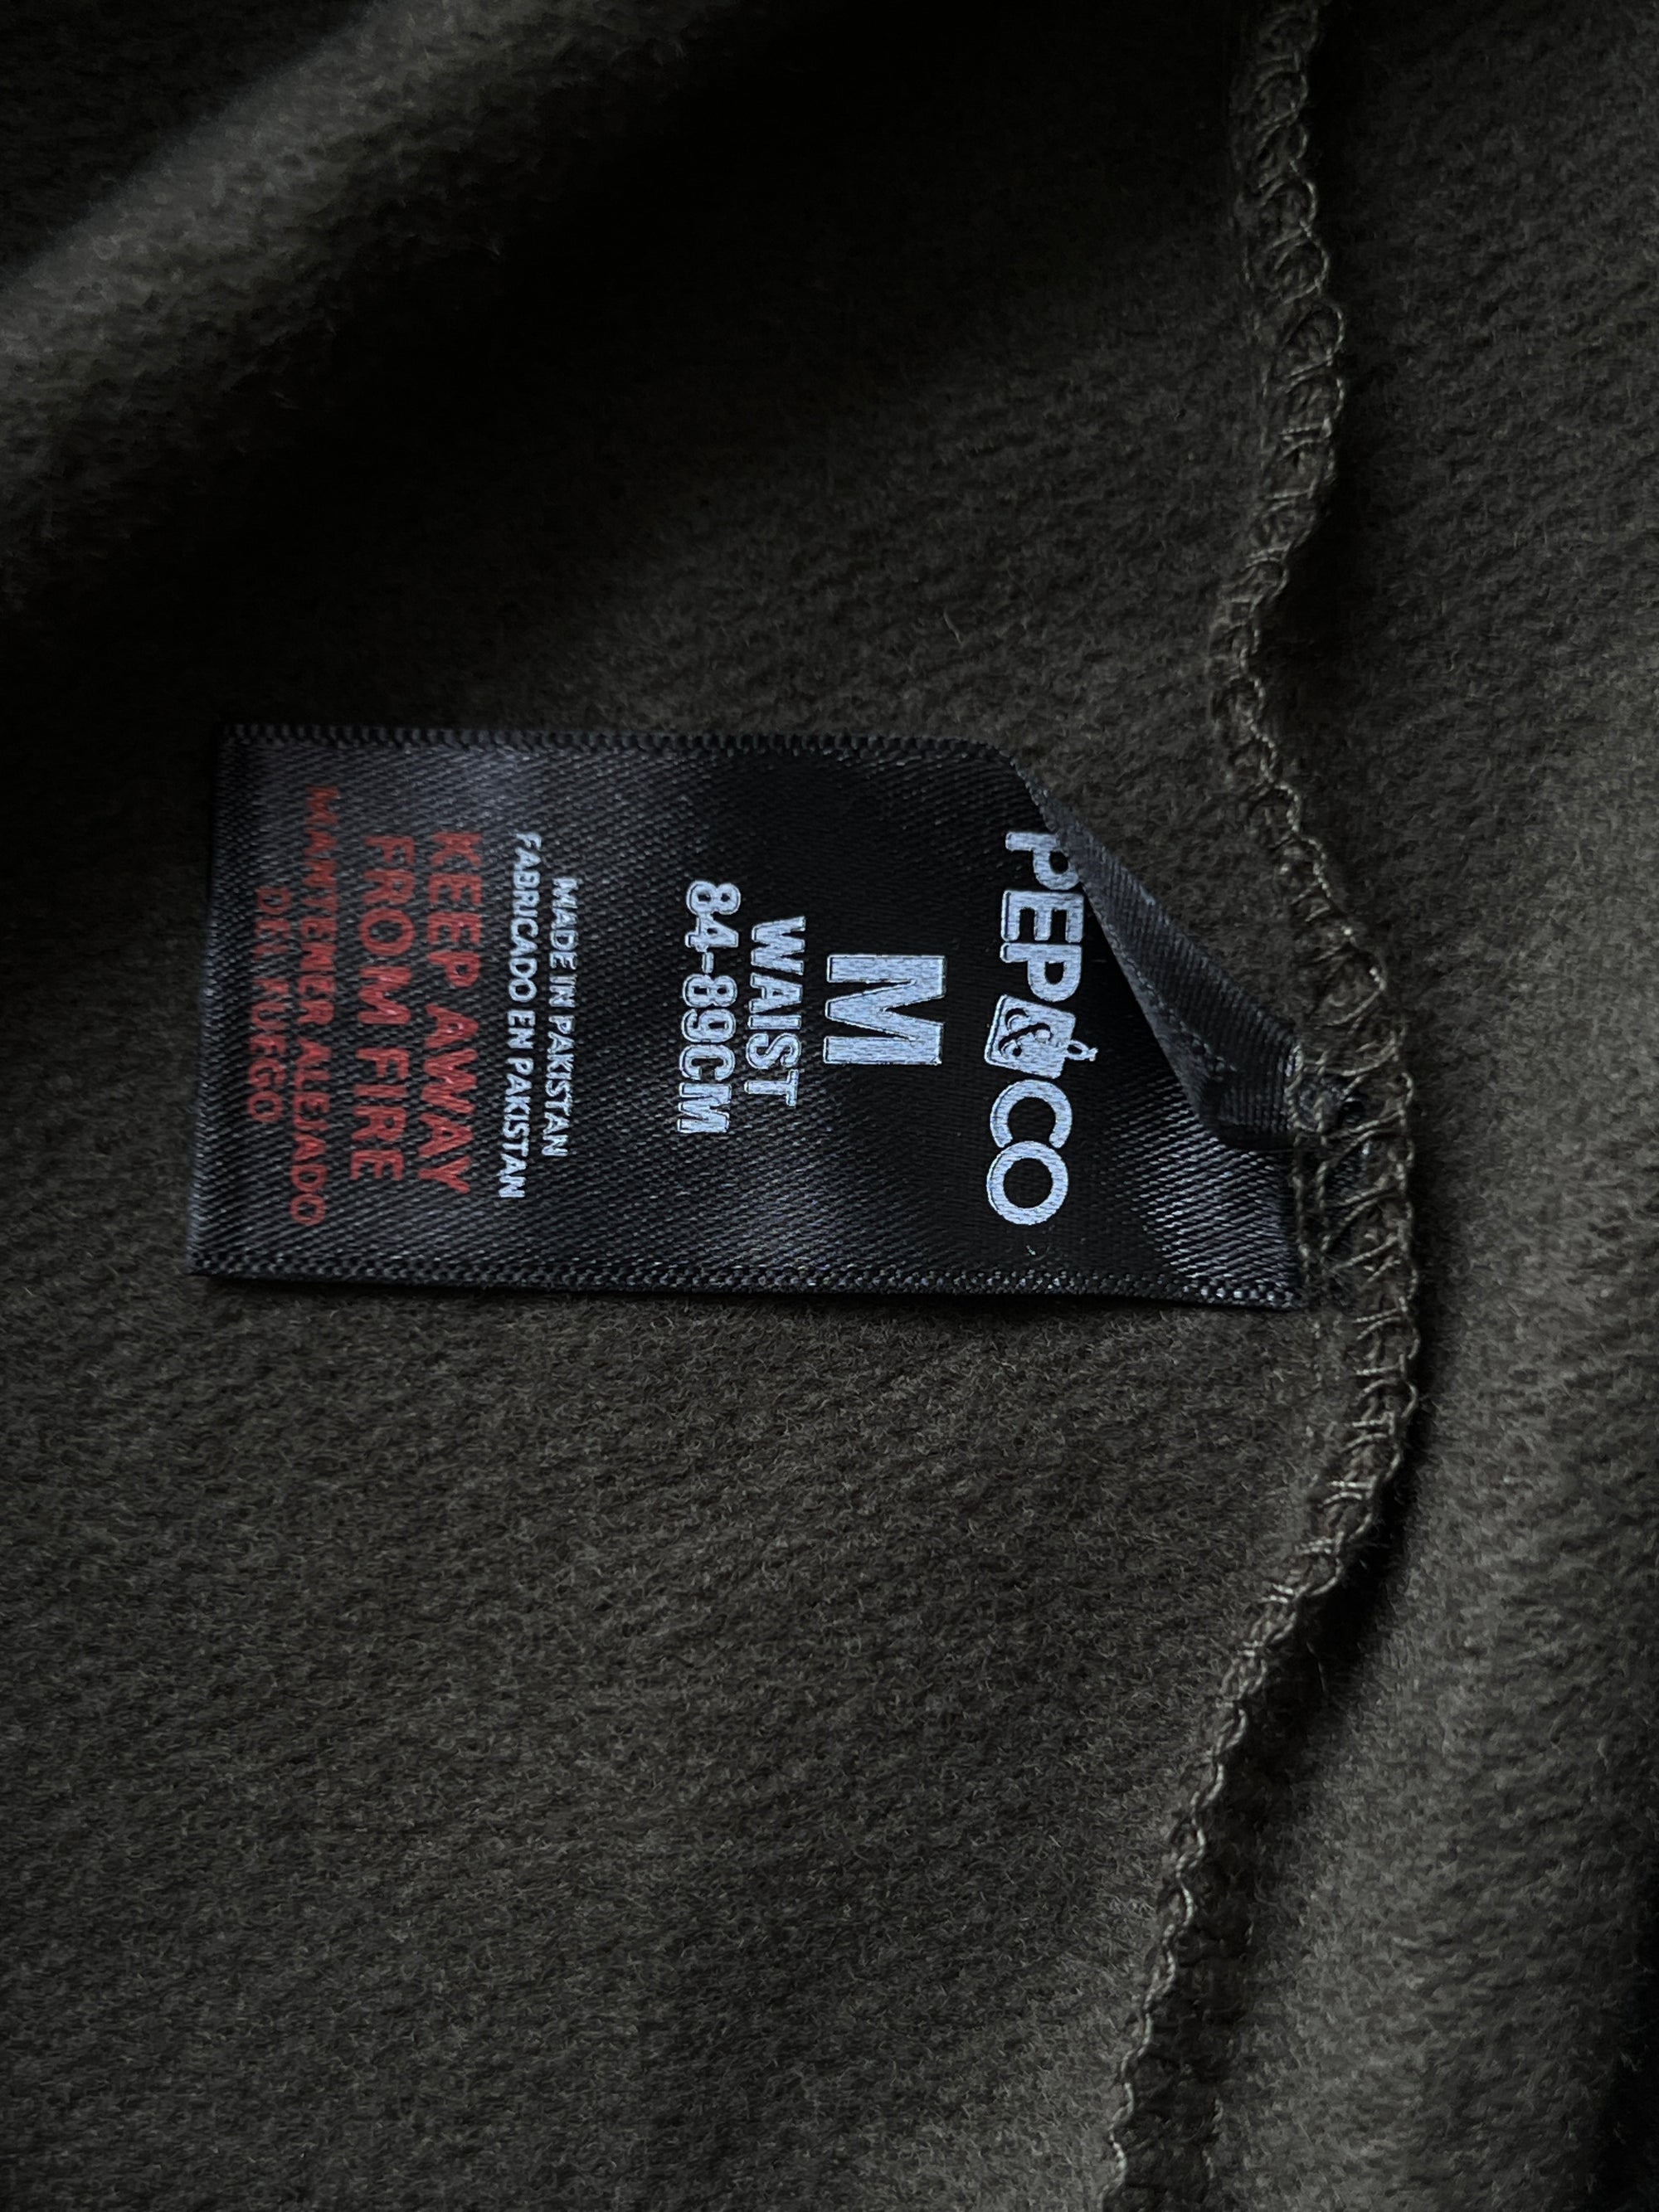 PEP&CO
M
WAIST
84-89CM
MADE IN PAKISTAN
FABRICADO EN PAKISTAN
KEEP AWAY
FROM FIRE
MANTENER ALEJADO
DEL FUEGO